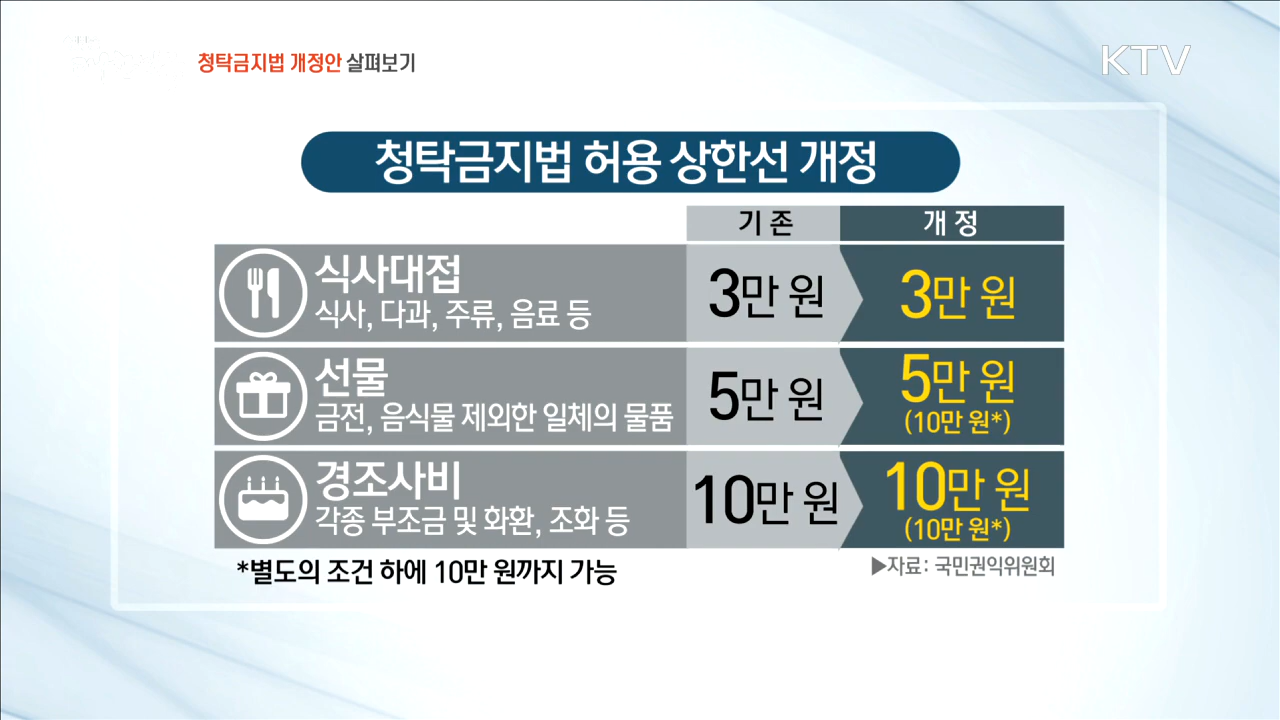 청탁금지법 개정안 살펴보기
KTV
청탁금지법 허용 상한선 개정
기 존
개 정
식사대접
식사, 다과, 주류, 음료 등
3만 원
3만 원
선물
금전, 음식물 제외한 일체의 물품
5만 원
5만 원
(10만 원*)
경조사비
각종 부조금 및 화환, 조화 등
10만 원
10만 원
(10만 원*)
*별도의 조건 하에 10만 원까지 가능
▶자료: 국민권익위원회